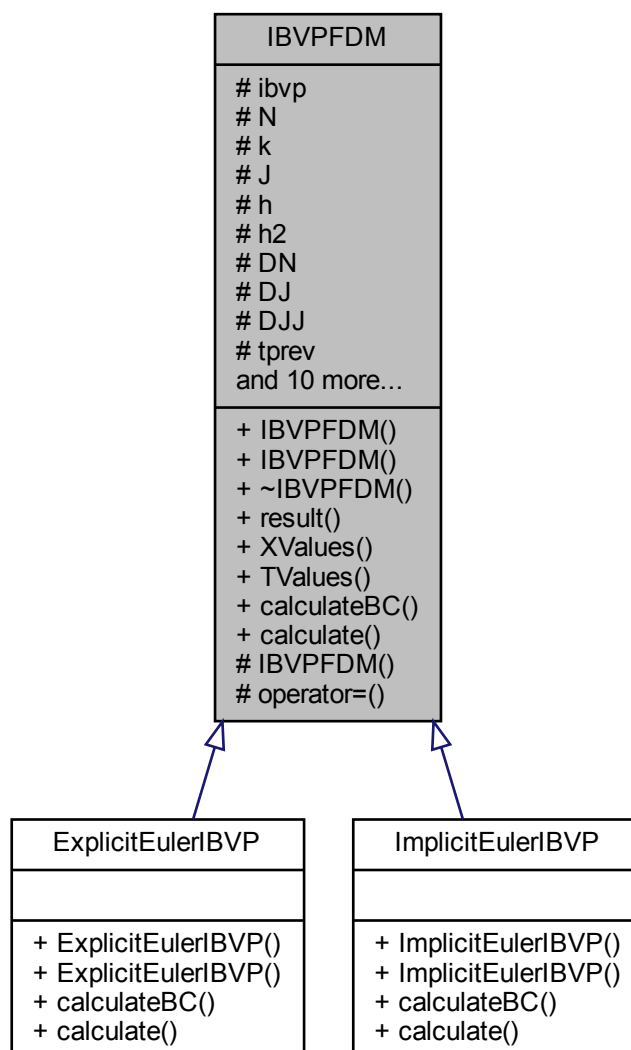 IBVPFDM
# ibvp
# N
# k
# J
# h
# h2
# DN
# DJ
# DJJ
# tprev
and 10 more...
+ IBVPFDM()
+ IBVPFDM()
+ ~IBVPFDM()
+ result()
+ XValues()
+ TValues()
+ calculateBC()
+ calculate()
# IBVPFDM()
# operator=()
ExplicitEulerIBVP
+ ExplicitEulerIBVP()
+ ExplicitEulerIBVP()
+ calculateBC()
+ calculate()
ImplicitEulerIBVP
+ ImplicitEulerIBVP()
+ ImplicitEulerIBVP()
+ calculateBC()
+ calculate()